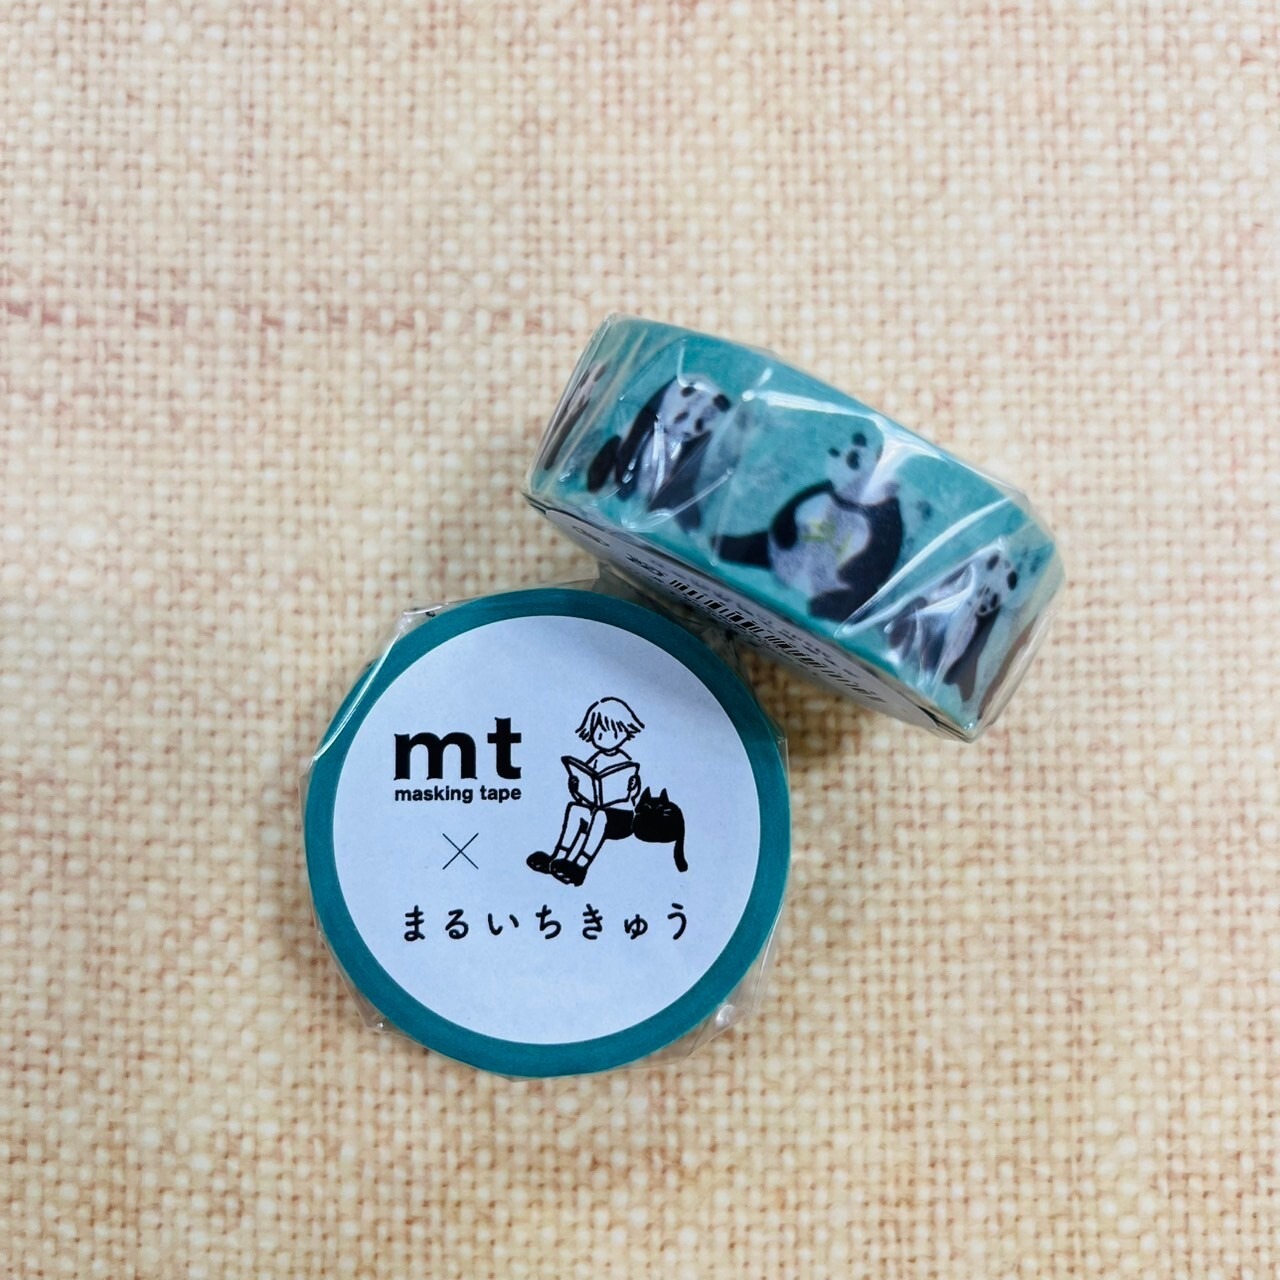 mt
masking tape
×
まるいちきゅう